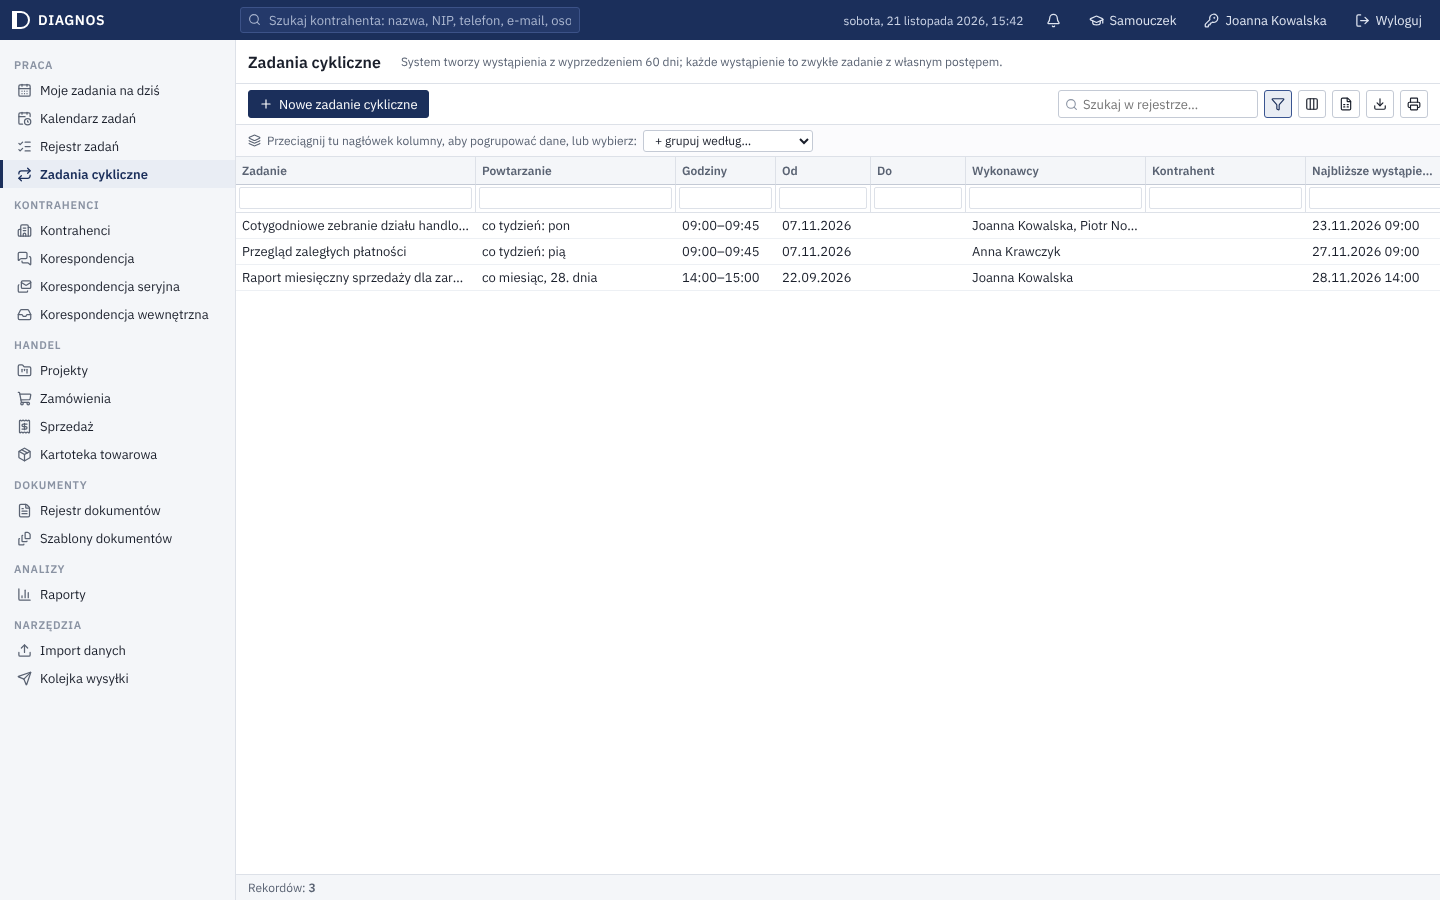 DIAGNOS
Szukaj kontrahenta: nazwa, NIP, telefon, e-mail, oso
sobota, 21 listopada 2026, 15:42
Samouczek
Joanna Kowalska
Wyloguj
PRACA
Moje zadania na dziś
Kalendarz zadań
Rejestr zadań
Zadania cykliczne
KONTRAHENCI
Kontrahenci
Korespondencja
Korespondencja seryjna
Korespondencja wewnętrzna
HANDEL
Projekty
Zamówienia
Sprzedaż
Kartoteka towarowa
DOKUMENTY
Rejestr dokumentów
Szablony dokumentów
ANALIZY
Raporty
NARZĘDZIA
Import danych
Kolejka wysyłki
Zadania cykliczne System tworzy wystąpienia z wyprzedzeniem 60 dni; każde wystąpienie to zwykłe zadanie z własnym postępem.
Nowe zadanie cykliczne
Szukaj w rejestrze...
Przeciągnij tu nagłówek kolumny, aby pogrupować dane, lub wybierz: + grupuj według...
Zadanie Powtarzanie Godziny Od Do Wykonawcy Kontrahent Najbliższe wystąpie...
Cotygodniowe zebranie działu handlo... co tydzień: pon 09:00–09:45 07.11.2026 Joanna Kowalska, Piotr No... 23.11.2026 09:00
Przegląd zaległych płatności co tydzień: pią 09:00–09:45 07.11.2026 Anna Krawczyk 27.11.2026 09:00
Raport miesięczny sprzedaży dla zar... co miesiąc, 28. dnia 14:00–15:00 22.09.2026 Joanna Kowalska 28.11.2026 14:00
Rekordów: 3